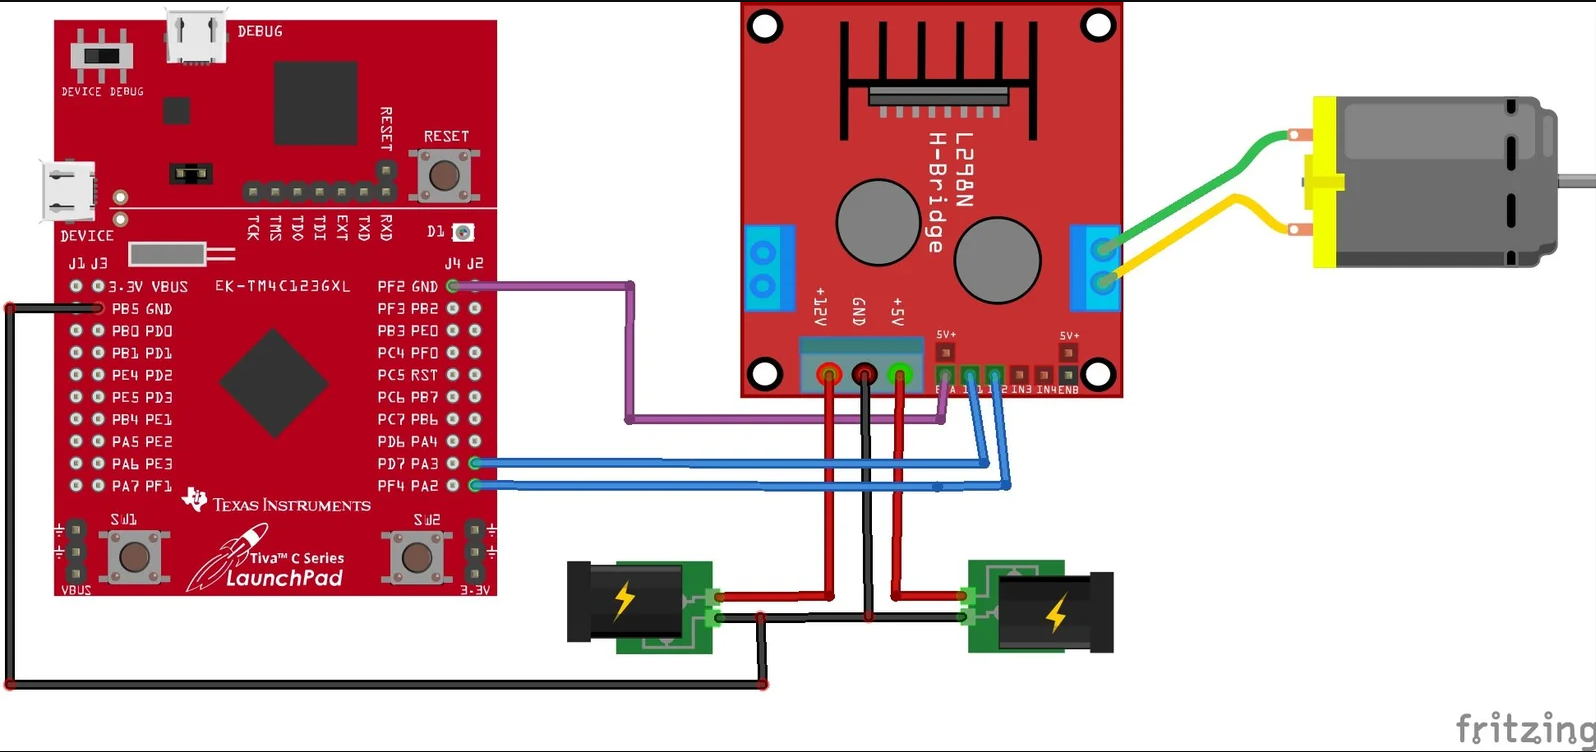 DEBUG
DEVICE DEBUG
RESET
RESET
TCK TMS TDO TDI EXT TXD RXD
DEVICE
D1
J1 J3
J4 J2
3.3V VBUS
EK-TM4C123GXL
PF2 GND
PB5 GND
PF3 PB2
PB0 PD0
PB3 PE0
PB1 PD1
PC4 PF0
PE4 PD2
PC5 RST
PE5 PD3
PC6 PB7
PB4 PE1
PC7 PB6
PA5 PE2
PD6 PA4
PA6 PE3
PD7 PA3
PA7 PF1
PF4 PA2
TEXAS INSTRUMENTS
SW1
SW2
Tiva™ C Series
LaunchPad
VBUS
3.3V
L298N
H-Bridge
+12V
GND
+5V
5V+
5V+
IN3
IN4
ENB
fritzing